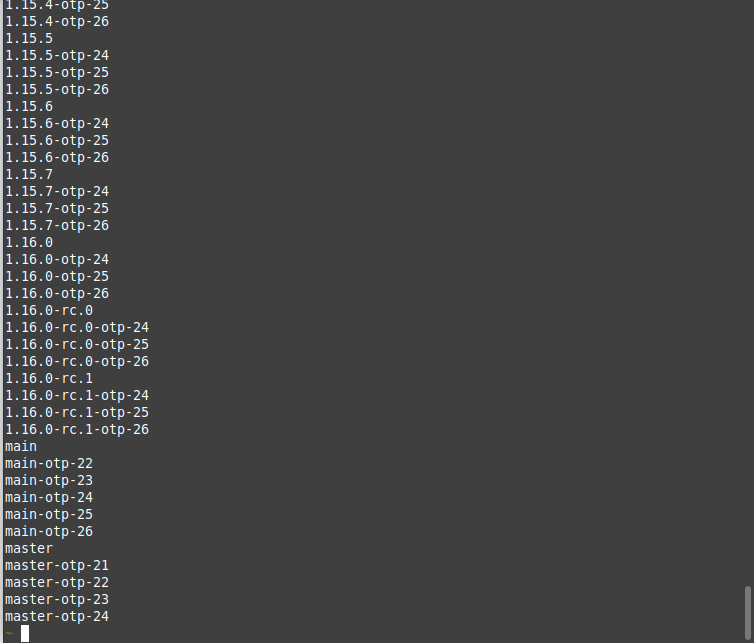 1.15.4-otp-25
1.15.4-otp-26
1.15.5
1.15.5-otp-24
1.15.5-otp-25
1.15.5-otp-26
1.15.6
1.15.6-otp-24
1.15.6-otp-25
1.15.6-otp-26
1.15.7
1.15.7-otp-24
1.15.7-otp-25
1.15.7-otp-26
1.16.0
1.16.0-otp-24
1.16.0-otp-25
1.16.0-otp-26
1.16.0-rc.0
1.16.0-rc.0-otp-24
1.16.0-rc.0-otp-25
1.16.0-rc.0-otp-26
1.16.0-rc.1
1.16.0-rc.1-otp-24
1.16.0-rc.1-otp-25
1.16.0-rc.1-otp-26
main
main-otp-22
main-otp-23
main-otp-24
main-otp-25
main-otp-26
master
master-otp-21
master-otp-22
master-otp-23
master-otp-24
~